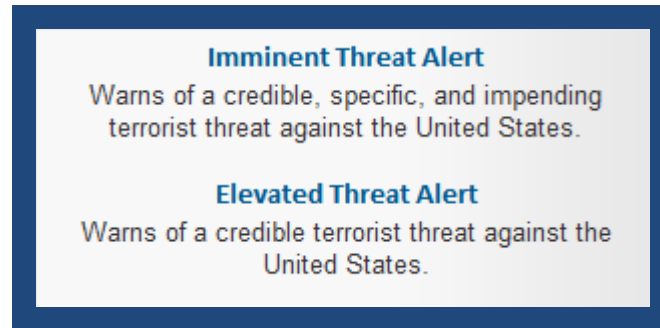 Imminent Threat Alert
Warns of a credible, specific, and impending
terrorist threat against the United States.
Elevated Threat Alert
Warns of a credible terrorist threat against the
United States.